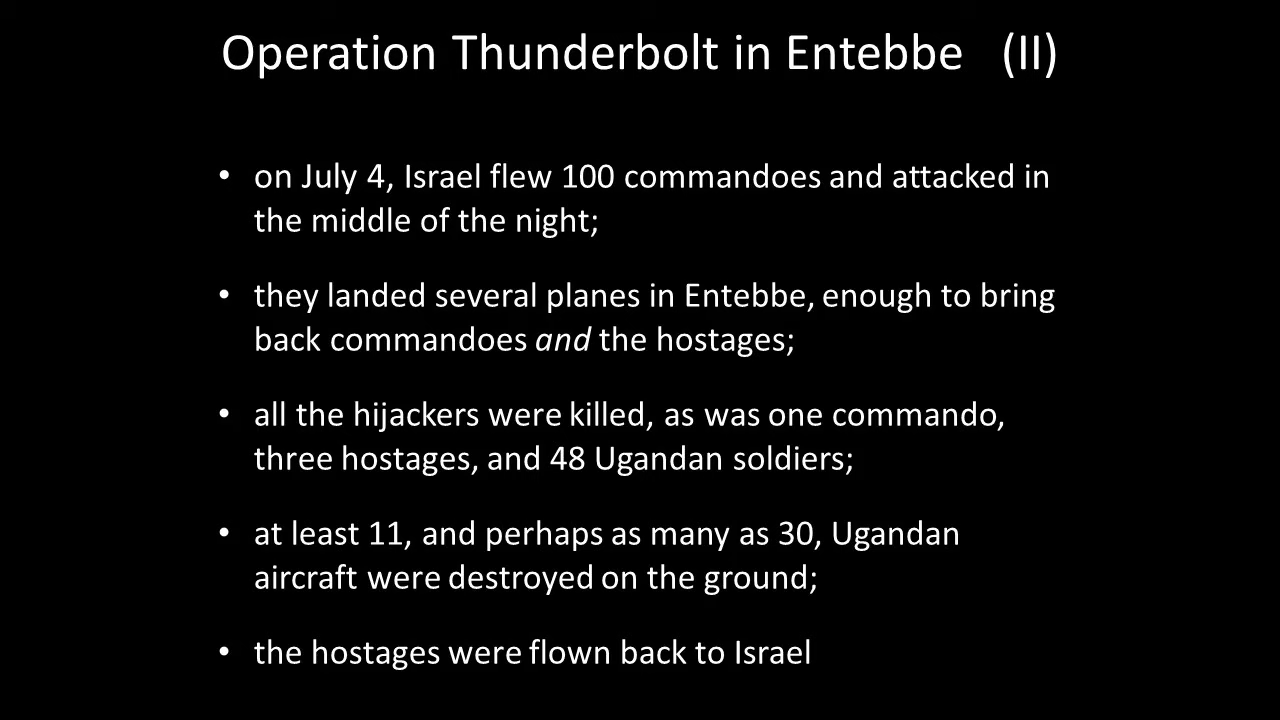 Operation Thunderbolt in Entebbe (II)
• on July 4, Israel flew 100 commandoes and attacked in
the middle of the night;
• they landed several planes in Entebbe, enough to bring
back commandoes and the hostages;
• all the hijackers were killed, as was one commando,
three hostages, and 48 Ugandan soldiers;
• at least 11, and perhaps as many as 30, Ugandan
aircraft were destroyed on the ground;
• the hostages were flown back to Israel